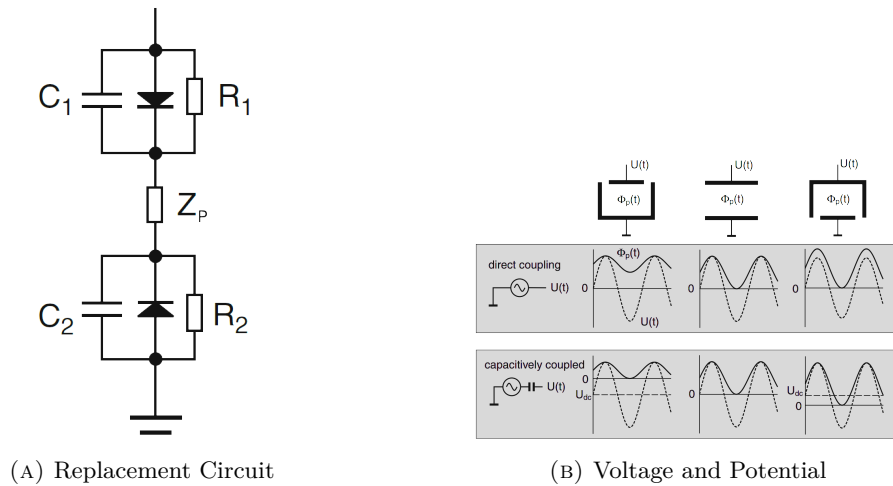 C1
R1
ZP
C2
R2
(A) Replacement Circuit
U(t)
U(t)
U(t)
Φp(t)
Φp(t)
Φp(t)
direct coupling
U(t)
0
Φp(t)
U(t)
0
0
capacitively coupled
U(t)
0
Udc
0
Udc
0
(B) Voltage and Potential